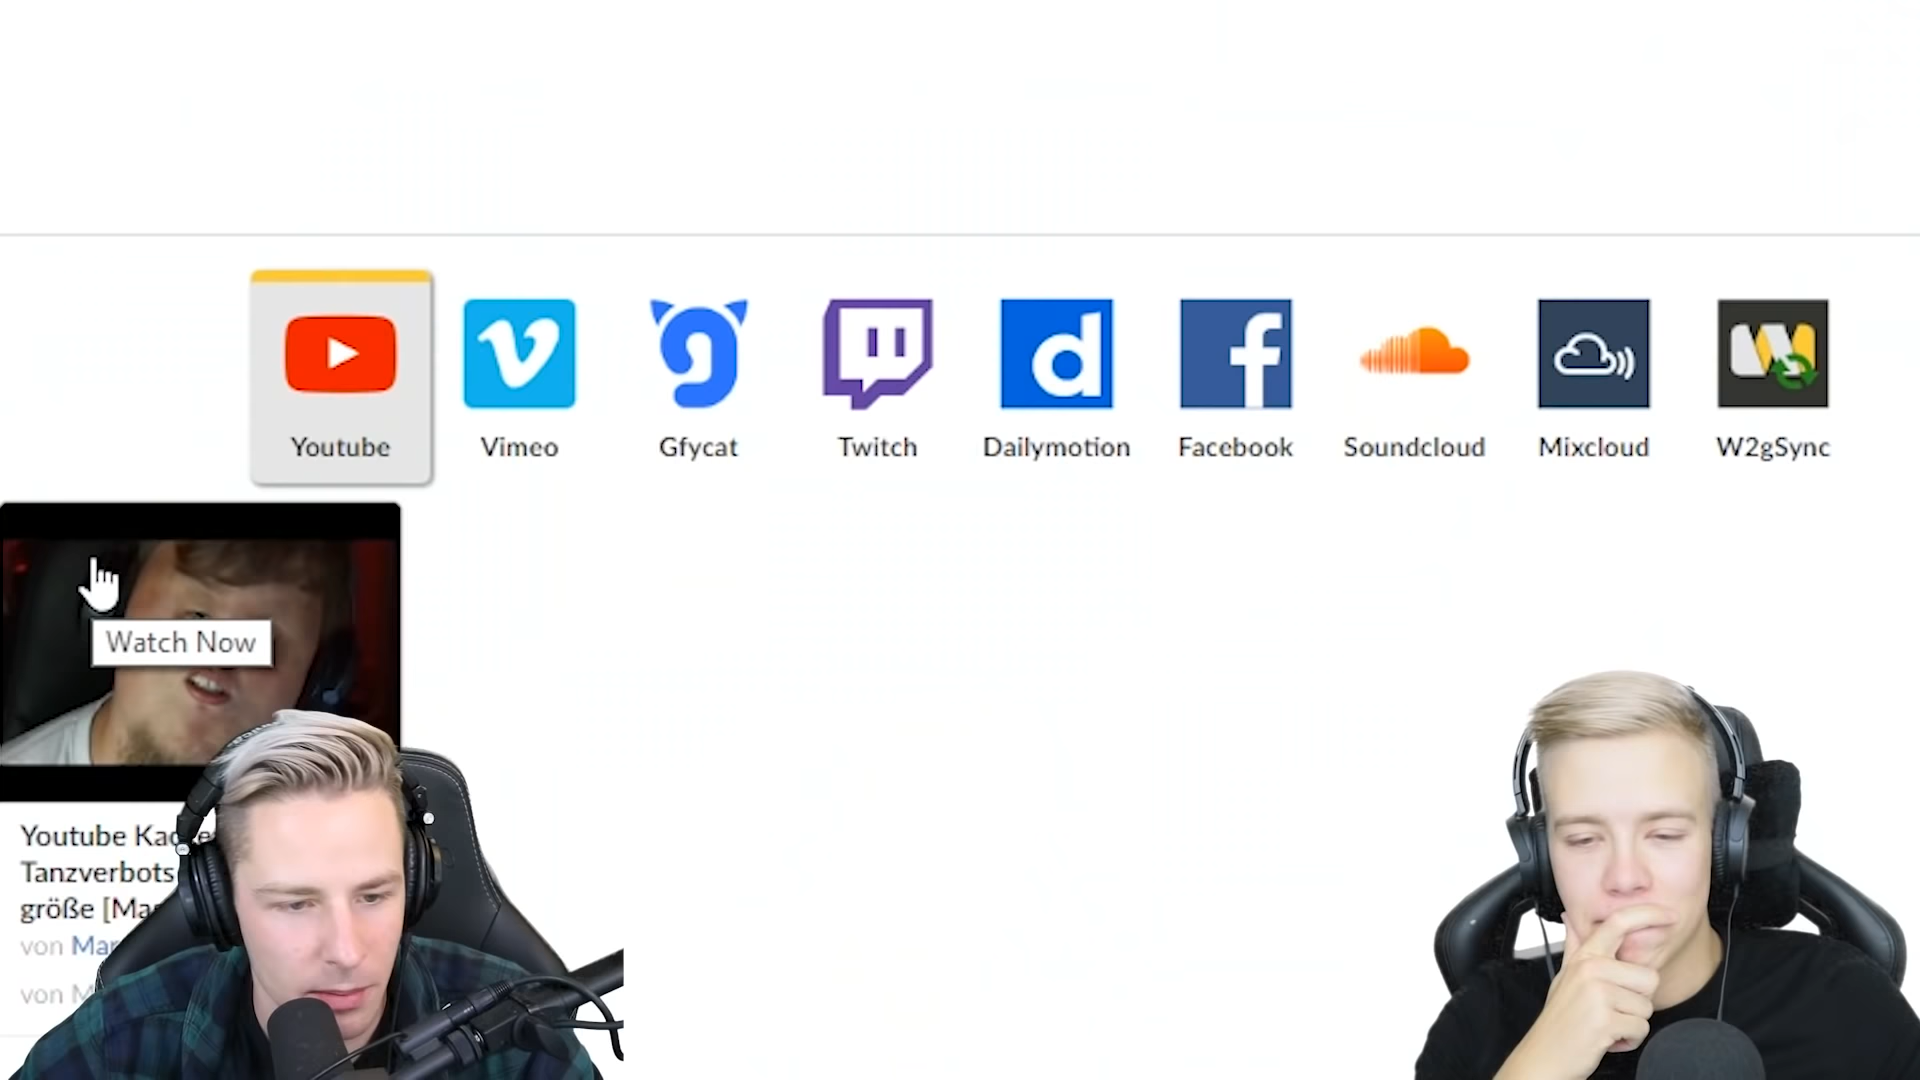 Youtube
Vimeo
Gfycat
Twitch
Dailymotion
Facebook
Soundcloud
Mixcloud
W2gSync
Watch Now
Youtube
Tanzverbots
größe
von
von